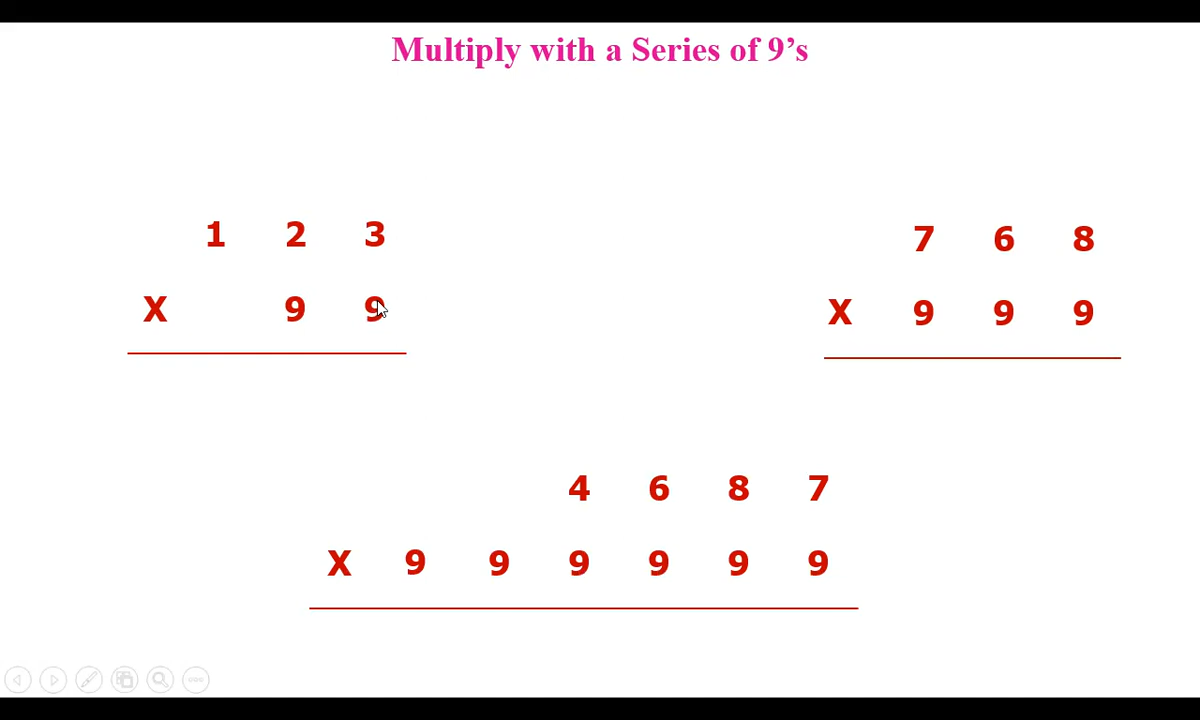 Multiply with a Series of 9’s
1 2 3
X 9 9
7 6 8
X 9 9 9
4 6 8 7
X 9 9 9 9 9 9